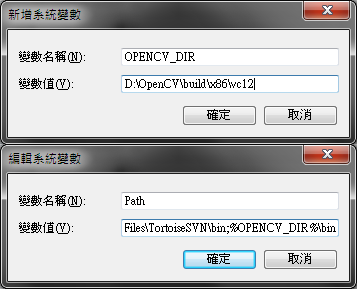 新增系統變數
變數名稱(N):
OPENCV_DIR
變數值(V):
D:\OpenCV\build\x86\vc12
確定
取消
編輯系統變數
變數名稱(N):
Path
變數值(V):
Files\TortoiseSVN\bin;%OPENCV_DIR%\bin
確定
取消